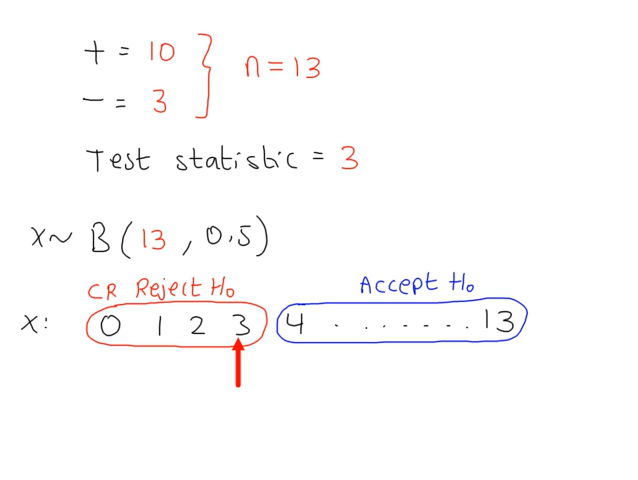 + = 10
- = 3
n = 13
Test statistic = 3
X~ B(13, 0.5)
CR Reject H₀
Accept H₀
X: 0 1 2 3 4 . . . . . . . 13